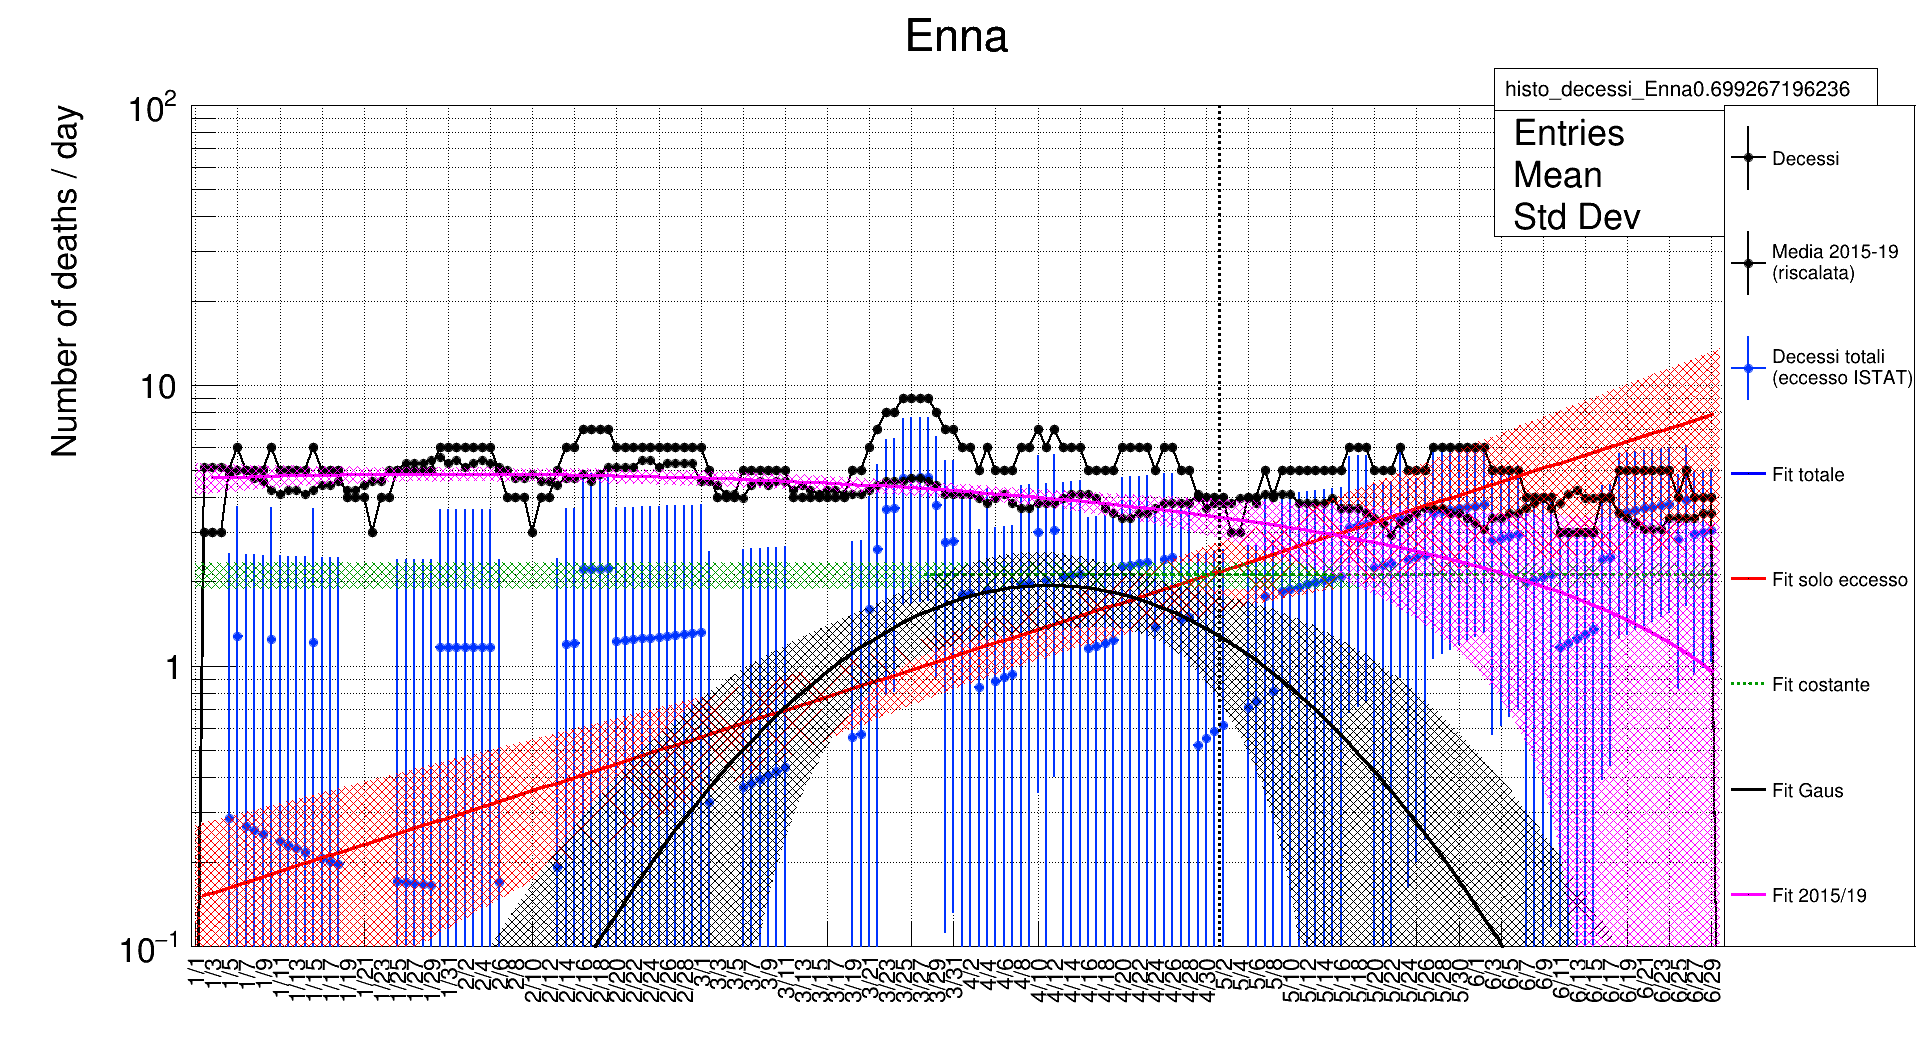 Enna
histo_decessi_Enna0.699267196236
Entries
Mean
Std Dev
Number of deaths / day
10²
10
1
10⁻¹
Decessi
Media 2015-19
(riscalata)
Decessi totali
(eccesso ISTAT)
Fit totale
Fit solo eccesso
Fit costante
Fit Gaus
Fit 2015/19
1/1 1/3 1/5 1/7 1/9 1/11 1/13 1/15 1/17 1/19 1/21 1/23 1/25 1/27 1/29 1/31 2/2 2/4 2/6 2/8 2/10 2/12 2/14 2/16 2/18 2/20 2/22 2/24 2/26 2/28 3/1 3/3 3/5 3/7 3/9 3/11 3/13 3/15 3/17 3/19 3/21 3/23 3/25 3/27 3/29 3/31 4/2 4/4 4/6 4/8 4/10 4/12 4/14 4/16 4/18 4/20 4/22 4/24 4/26 4/28 4/30 5/2 5/4 5/6 5/8 5/10 5/12 5/14 5/16 5/18 5/20 5/22 5/24 5/26 5/28 5/30 6/1 6/3 6/5 6/7 6/9 6/11 6/13 6/15 6/17 6/19 6/21 6/23 6/25 6/27 6/29